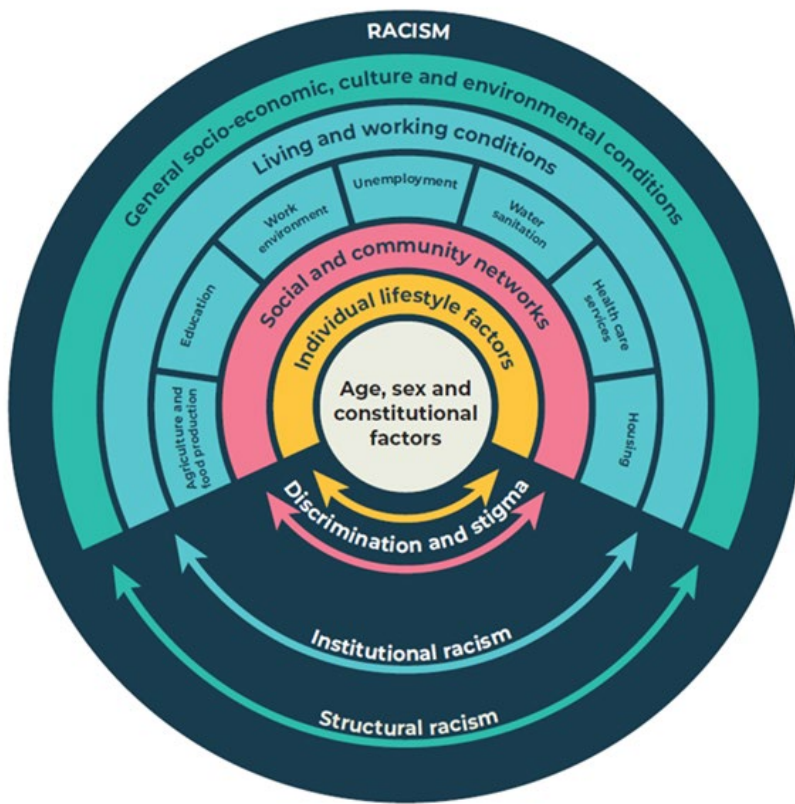 RACISM
General socio-economic, culture and environmental conditions
Living and working conditions
Agriculture and
food production
Education
Work
environment
Unemployment
Water
sanitation
Health care
services
Housing
Social and community networks
Individual lifestyle factors
Age, sex and
constitutional
factors
Discrimination and stigma
Institutional racism
Structural racism